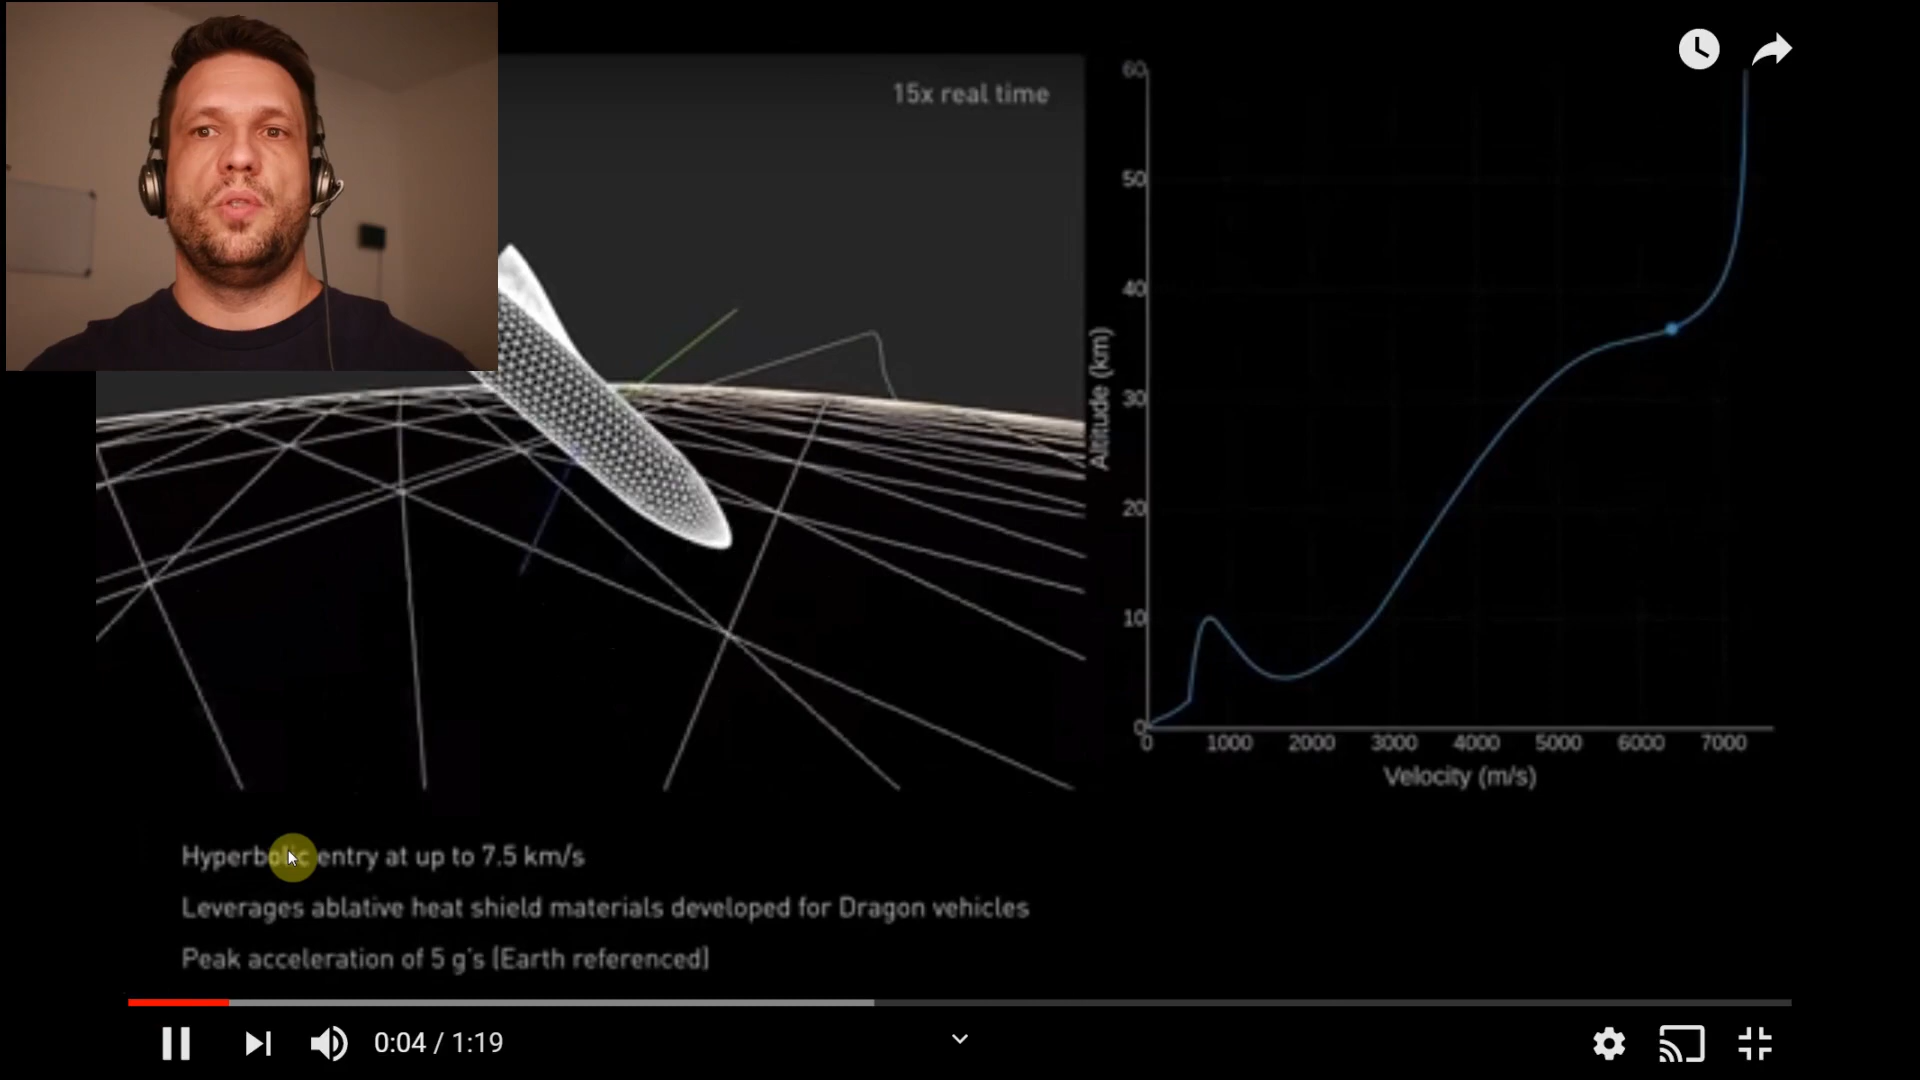 15x real time
60
50
40
30
20
10
0
Altitude (km)
0 1000 2000 3000 4000 5000 6000 7000
Velocity (m/s)
Hyperbolic entry at up to 7.5 km/s
Leverages ablative heat shield materials developed for Dragon vehicles
Peak acceleration of 5 g's (Earth referenced)
0:04 / 1:19